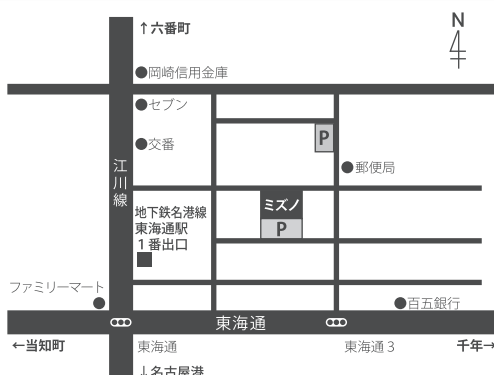 ↑六番町
N
岡崎信用金庫
セブン
交番
P
郵便局
江川線
ミズノ
P
地下鉄名港線
東海通駅
1番出口
ファミリーマート
百五銀行
東海通
←当知町
東海通
東海通3
千年→
↓名古屋港